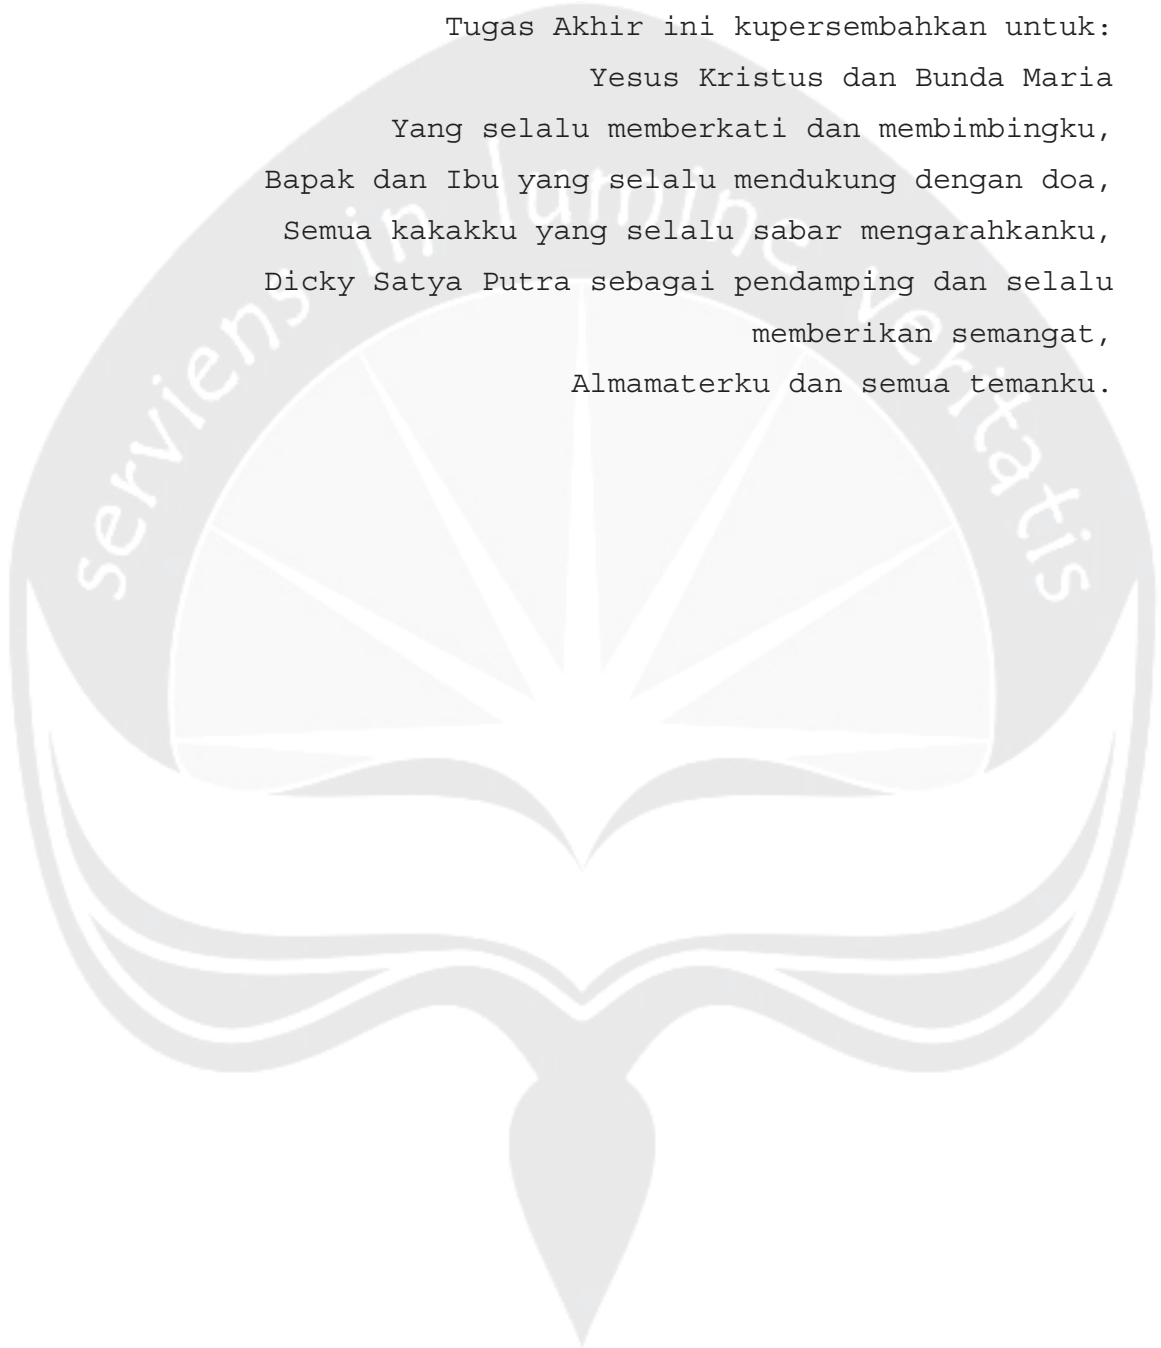 Tugas Akhir ini kupersembahkan untuk:
Yesus Kristus dan Bunda Maria
Yang selalu memberkati dan membimbingku,
Bapak dan Ibu yang selalu mendukung dengan doa,
Semua kakakku yang selalu sabar mengarahkanku,
Dicky Satya Putra sebagai pendamping dan selalu
memberikan semangat,
Almamaterku dan semua temanku.
serviens in lumine veritatis